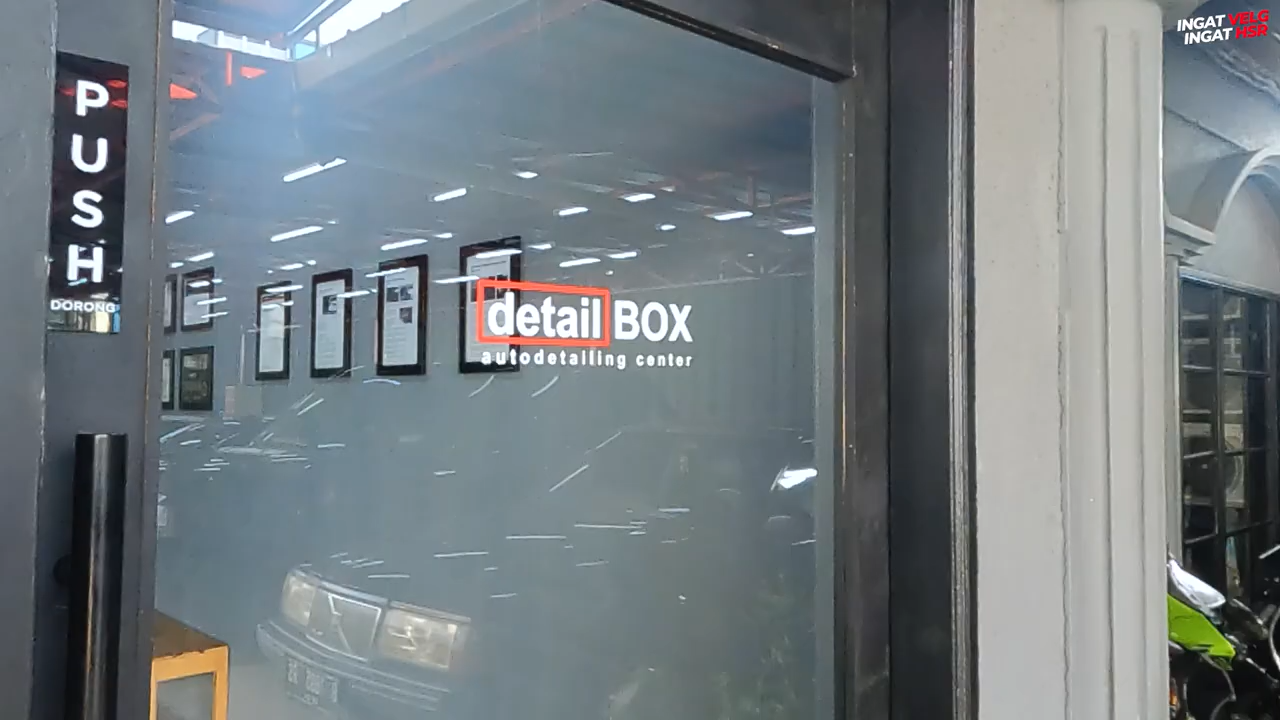 INGAT VELG
INGAT HSR
PUSH
DORONG
detail BOX
autodetailing center